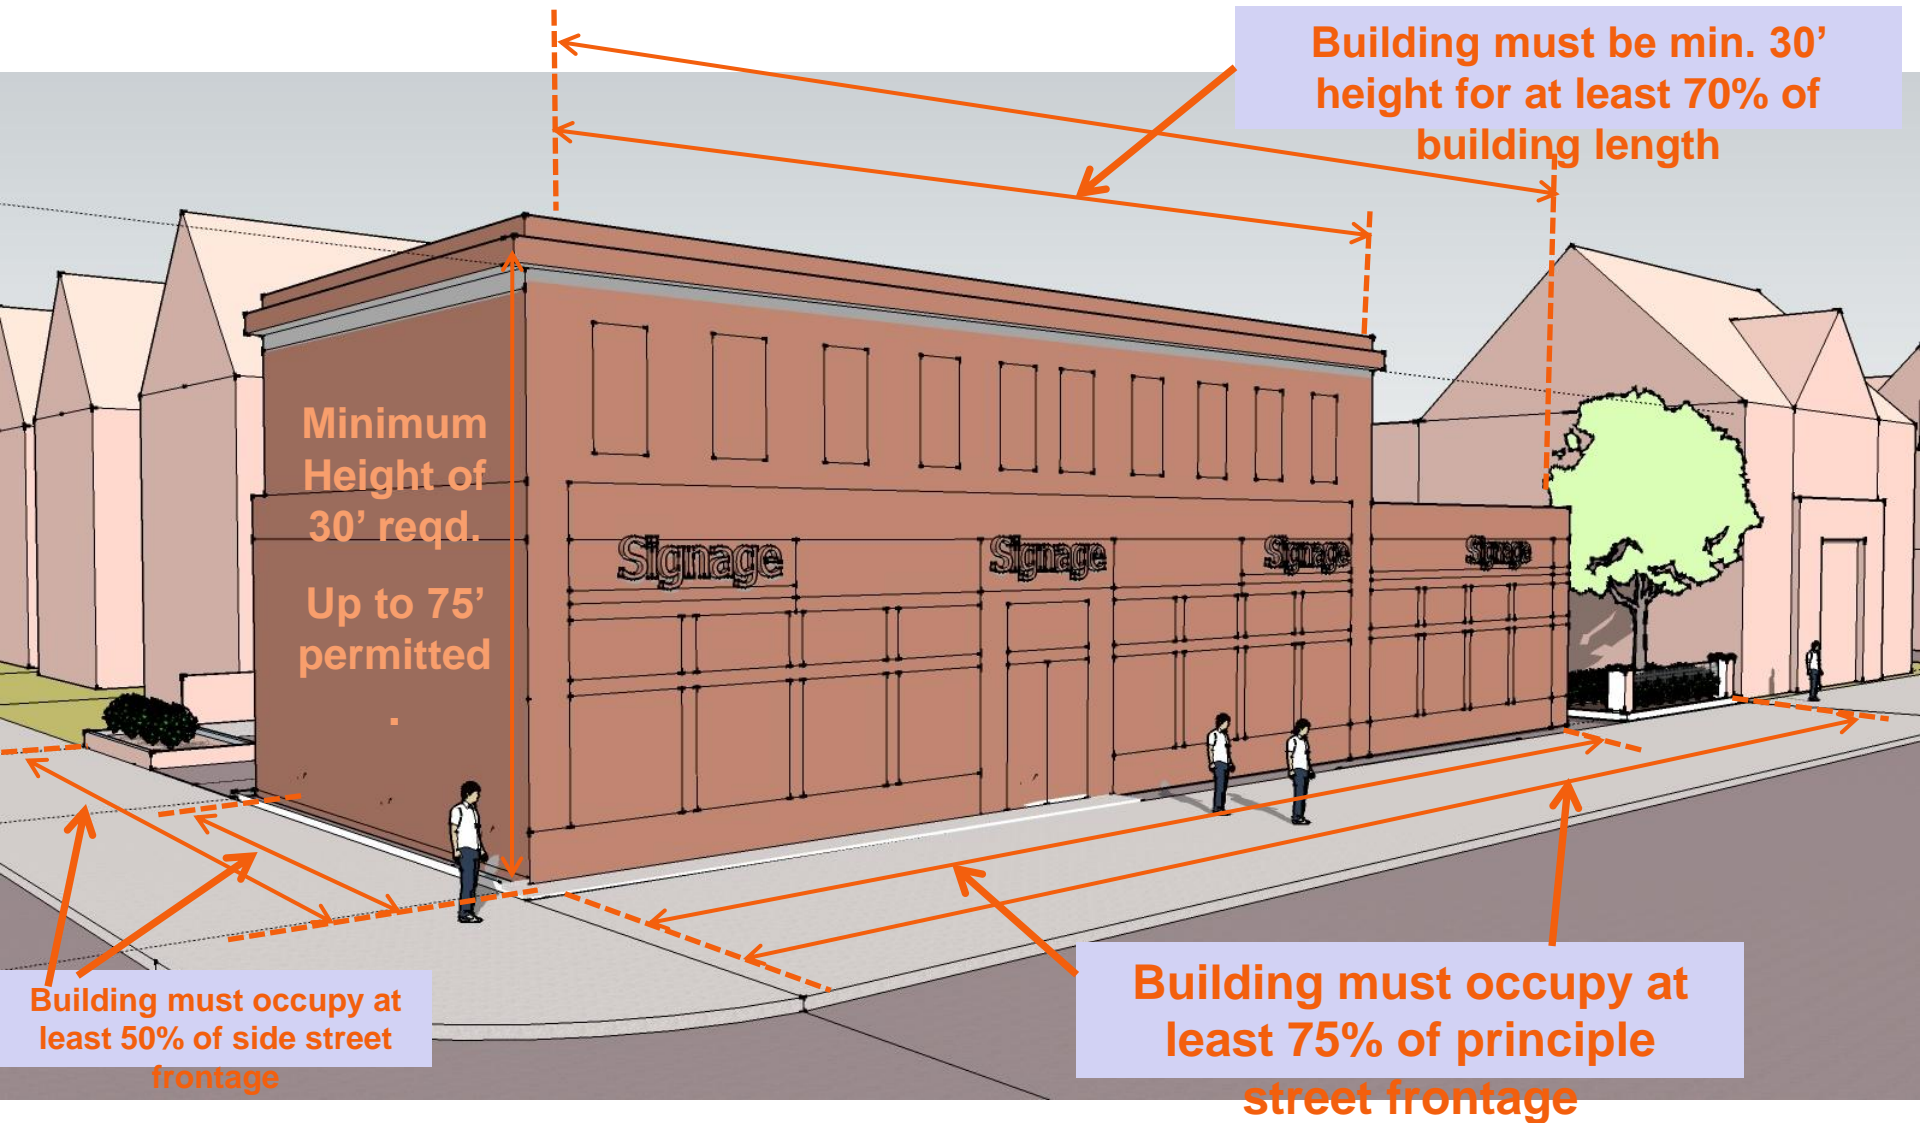 Building must be min. 30’
height for at least 70% of
building length
Minimum
Height of
30’ reqd.
Up to 75’
permitted
.
Signage
Signage
Signage
Signage
Building must occupy at
least 50% of side street
frontage
Building must occupy at
least 75% of principle
street frontage